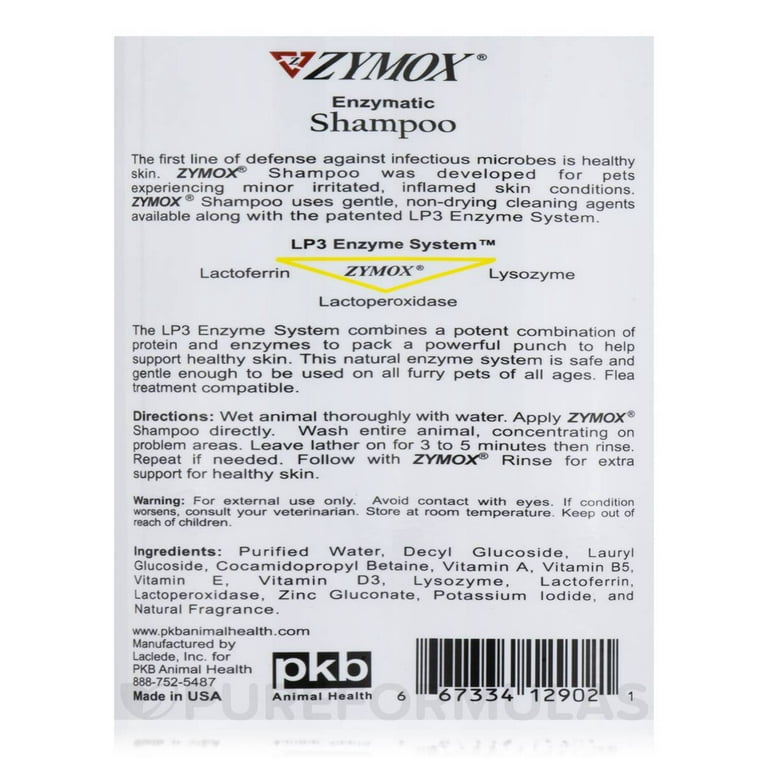 ZYMOX®
Enzymatic
Shampoo
The first line of defense against infectious microbes is healthy
skin. ZYMOX® Shampoo was developed for pets
experiencing minor irritated, inflamed skin conditions.
ZYMOX® Shampoo uses gentle, non-drying cleaning agents
available along with the patented LP3 Enzyme System.
LP3 Enzyme System™
Lactoferrin ZYMOX® Lysozyme
Lactoperoxidase
The LP3 Enzyme System combines a potent combination of
protein and enzymes to pack a powerful punch to help
support healthy skin. This natural enzyme system is safe and
gentle enough to be used on all furry pets of all ages. Flea
treatment compatible.
Directions: Wet animal thoroughly with water. Apply ZYMOX®
Shampoo directly. Wash entire animal, concentrating on
problem areas. Leave lather on for 3 to 5 minutes then rinse.
Repeat if needed. Follow with ZYMOX® Rinse for extra
support for healthy skin.
Warning: For external use only. Avoid contact with eyes. If condition
worsens, consult your veterinarian. Store at room temperature. Keep out of
reach of children.
Ingredients: Purified Water, Decyl Glucoside, Lauryl
Glucoside, Cocamidopropyl Betaine, Vitamin A, Vitamin B5,
Vitamin E, Vitamin D3, Lysozyme, Lactoferrin,
Lactoperoxidase, Zinc Gluconate, Potassium Iodide, and
Natural Fragrance.
www.pkbanimalhealth.com
Manufactured by
Laclede, Inc. for
PKB Animal Health
888-752-5487
Made in USA
pkb
Animal Health
6 67334 12902 1
PUREFORMULAS